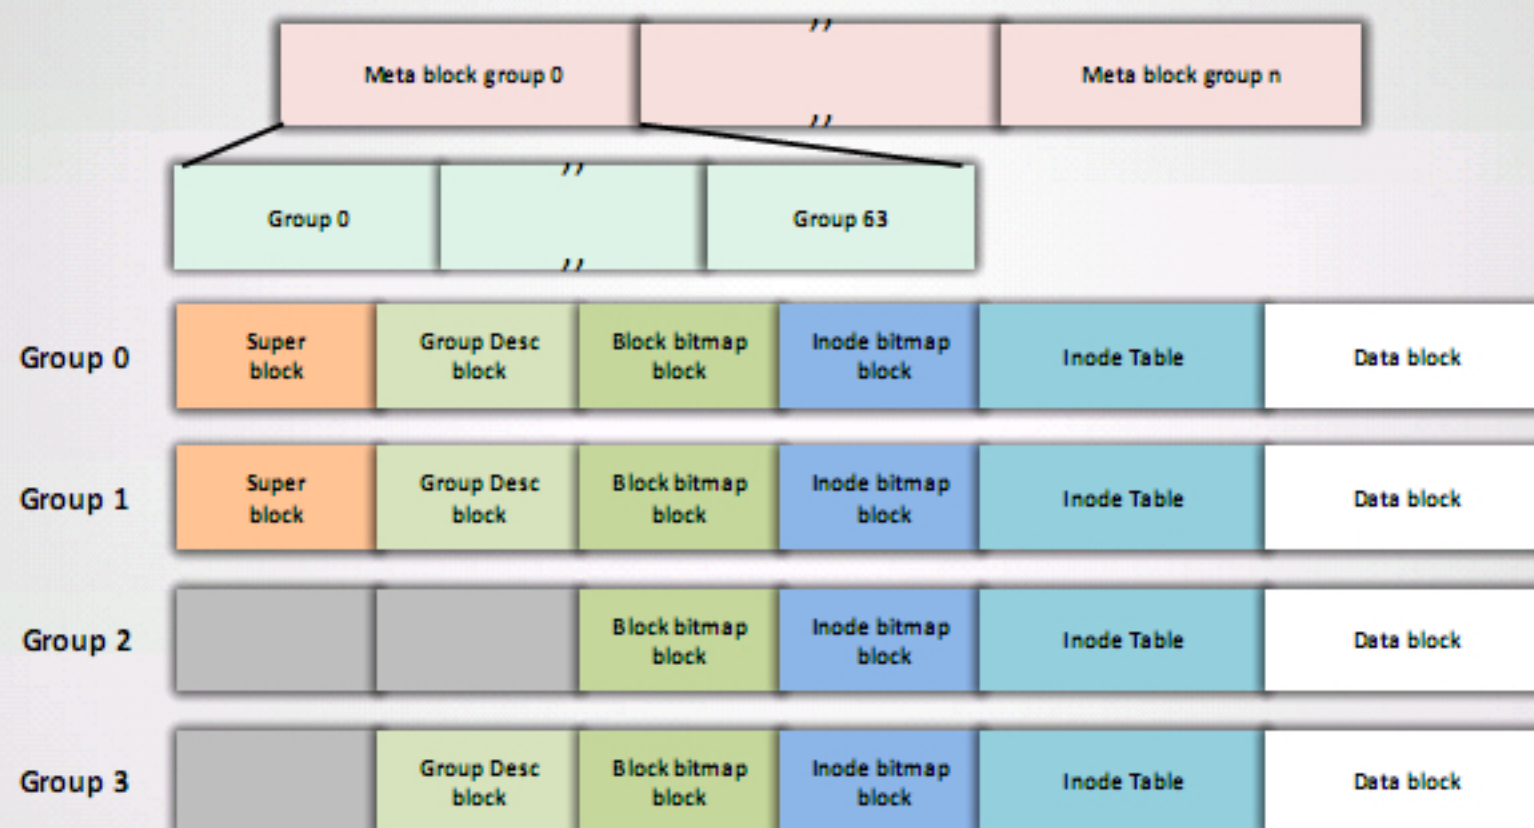 ,,
Meta block group 0
Meta block group n
,,
,,
Group 0
Group 63
,,
Group 0
Super
block
Group Desc
block
Block bitmap
block
Inode bitmap
block
Inode Table
Data block
Group 1
Super
block
Group Desc
block
Block bitmap
block
Inode bitmap
block
Inode Table
Data block
Group 2
Block bitmap
block
Inode bitmap
block
Inode Table
Data block
Group 3
Group Desc
block
Block bitmap
block
Inode bitmap
block
Inode Table
Data block